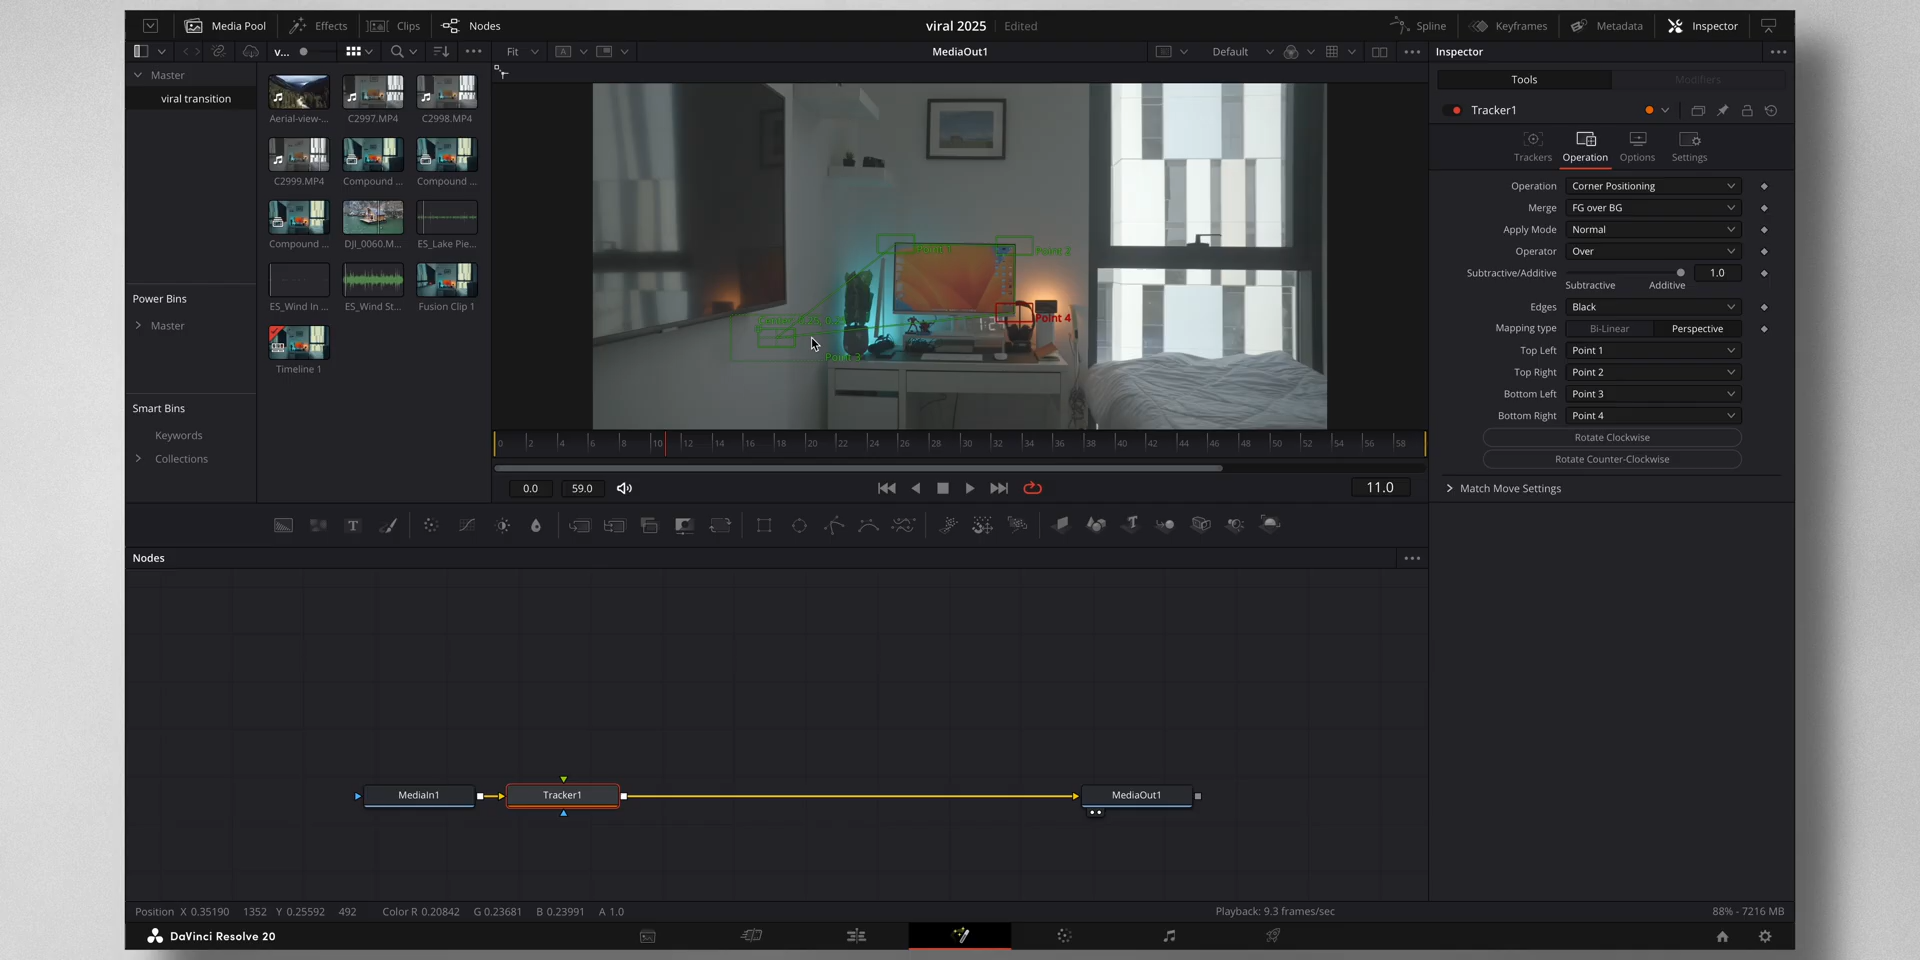 Media Pool
Effects
Clips
Nodes
viral 2025
Edited
Spline
Keyframes
Metadata
Inspector
v...
Fit
A
MediaOut1
Default
Inspector
Master
viral transition
Power Bins
Master
Smart Bins
Keywords
Collections
Aerial-view-...
C2997.MP4
C2998.MP4
C2999.MP4
Compound ...
Compound ...
Compound ...
DJI_0060.M...
ES_Lake Pie...
ES_Wind In ...
ES_Wind St...
Fusion Clip 1
Timeline 1
Point 2
Point 4
Point 3
1:24
0 2 4 6 8 10 12 14 16 18 20 22 24 26 28 30 32 34 36 38 40 42 44 46 48 50 52 54 56 58
0.0
59.0
11.0
Tools
Modifiers
Tracker1
Trackers
Operation
Options
Settings
Operation Corner Positioning
Merge FG over BG
Apply Mode Normal
Operator Over
Subtractive/Additive 1.0
Subtractive Additive
Edges Black
Mapping type Bi-Linear Perspective
Top Left Point 1
Top Right Point 2
Bottom Left Point 3
Bottom Right Point 4
Rotate Clockwise
Rotate Counter-Clockwise
Match Move Settings
Nodes
MediaIn1
Tracker1
MediaOut1
Position X 0.35190 1352 Y 0.25592 492 Color R 0.20842 G 0.23681 B 0.23991 A 1.0
Playback: 9.3 frames/sec
88% - 7216 MB
DaVinci Resolve 20